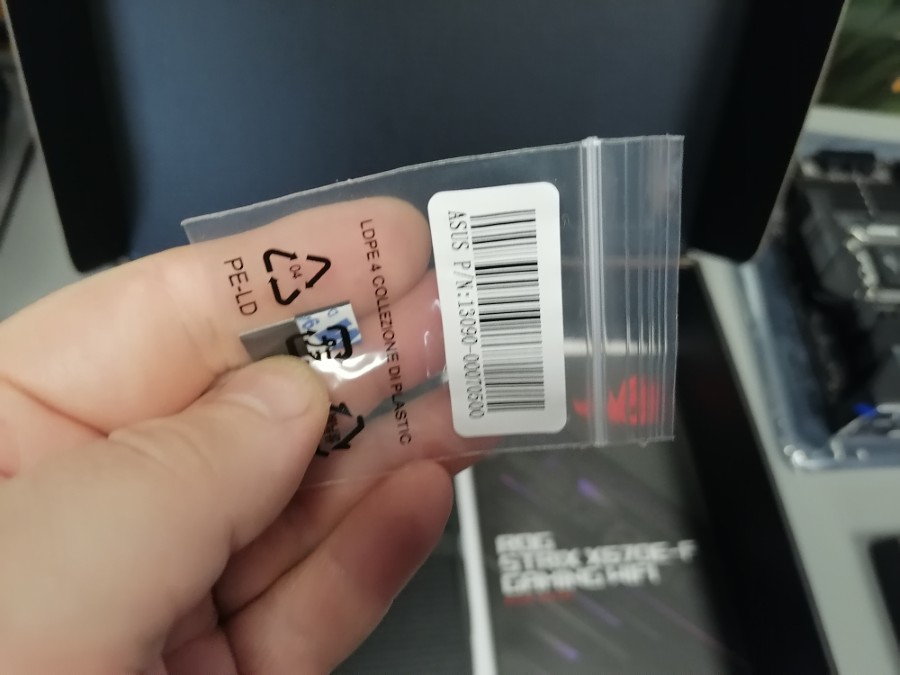 04
PE-LD
LDPE 4 COLLEZIONE DI PLASTIC
ASUS P/N:13090-00070500
ROG
STRIX X670E-F
GAMING WIFI